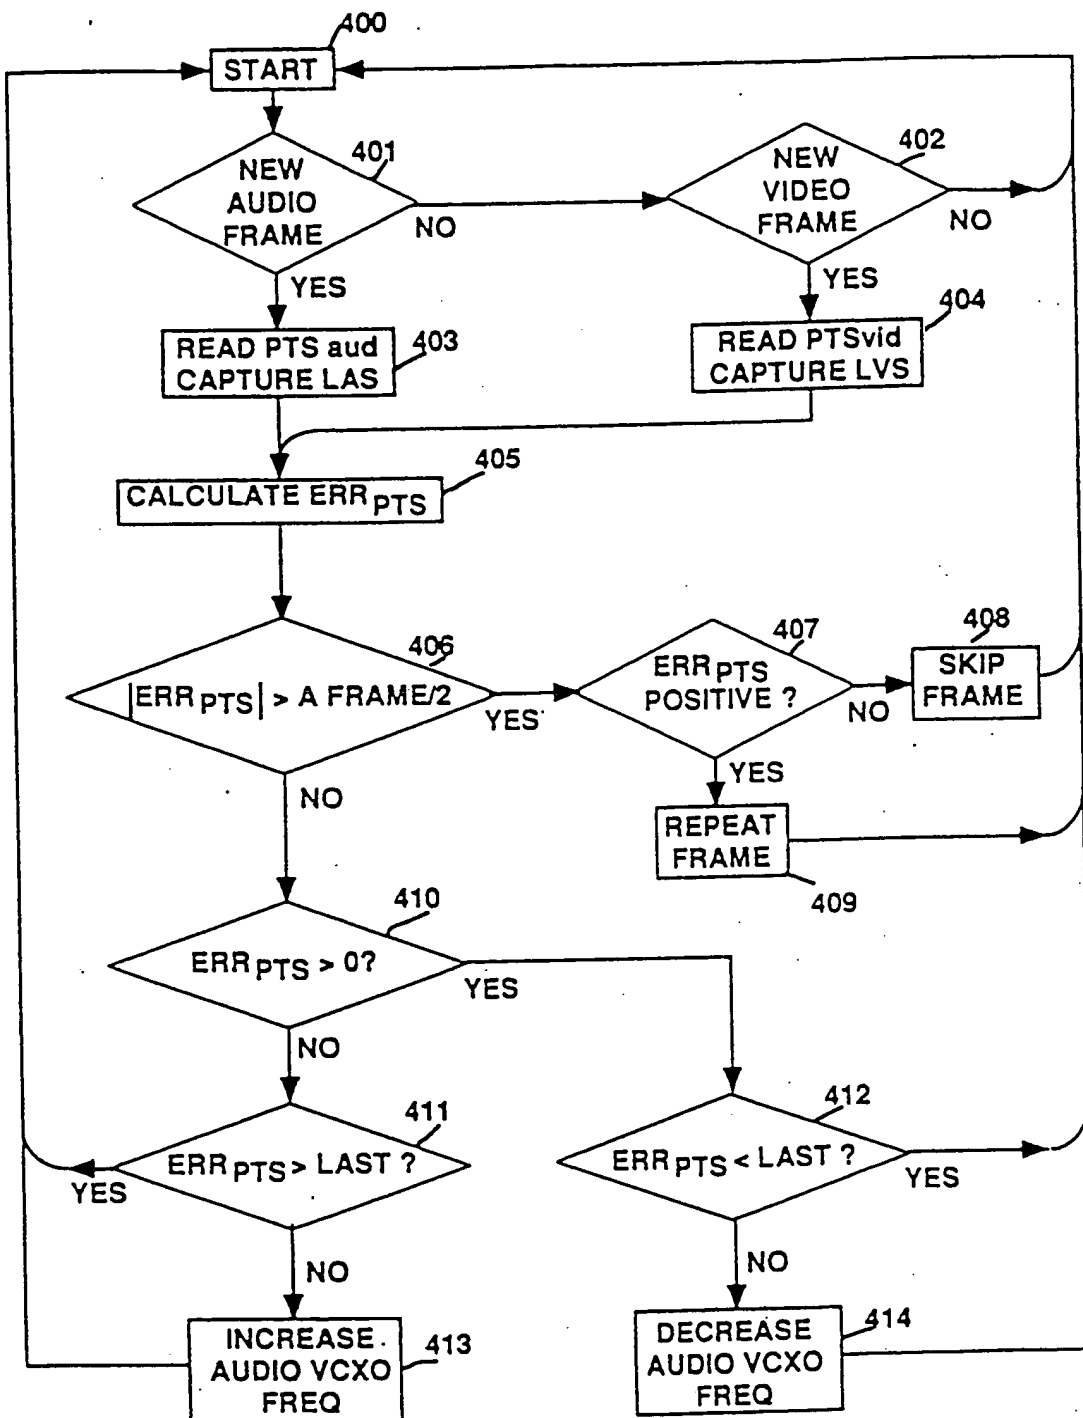 400
START
401
NEW
AUDIO
FRAME
NO
YES
402
NEW
VIDEO
FRAME
NO
YES
READ PTS aud
CAPTURE LAS
403
404
READ PTSvid
CAPTURE LVS
405
CALCULATE ERR PTS
406
|ERR PTS| > A FRAME/2
YES
NO
407
ERR PTS
POSITIVE ?
NO
YES
408
SKIP
FRAME
REPEAT
FRAME
409
410
ERR PTS > 0?
YES
NO
411
ERR PTS > LAST ?
YES
NO
412
ERR PTS < LAST ?
YES
NO
INCREASE
AUDIO VCXO
FREQ
413
DECREASE
AUDIO VCXO
FREQ
414